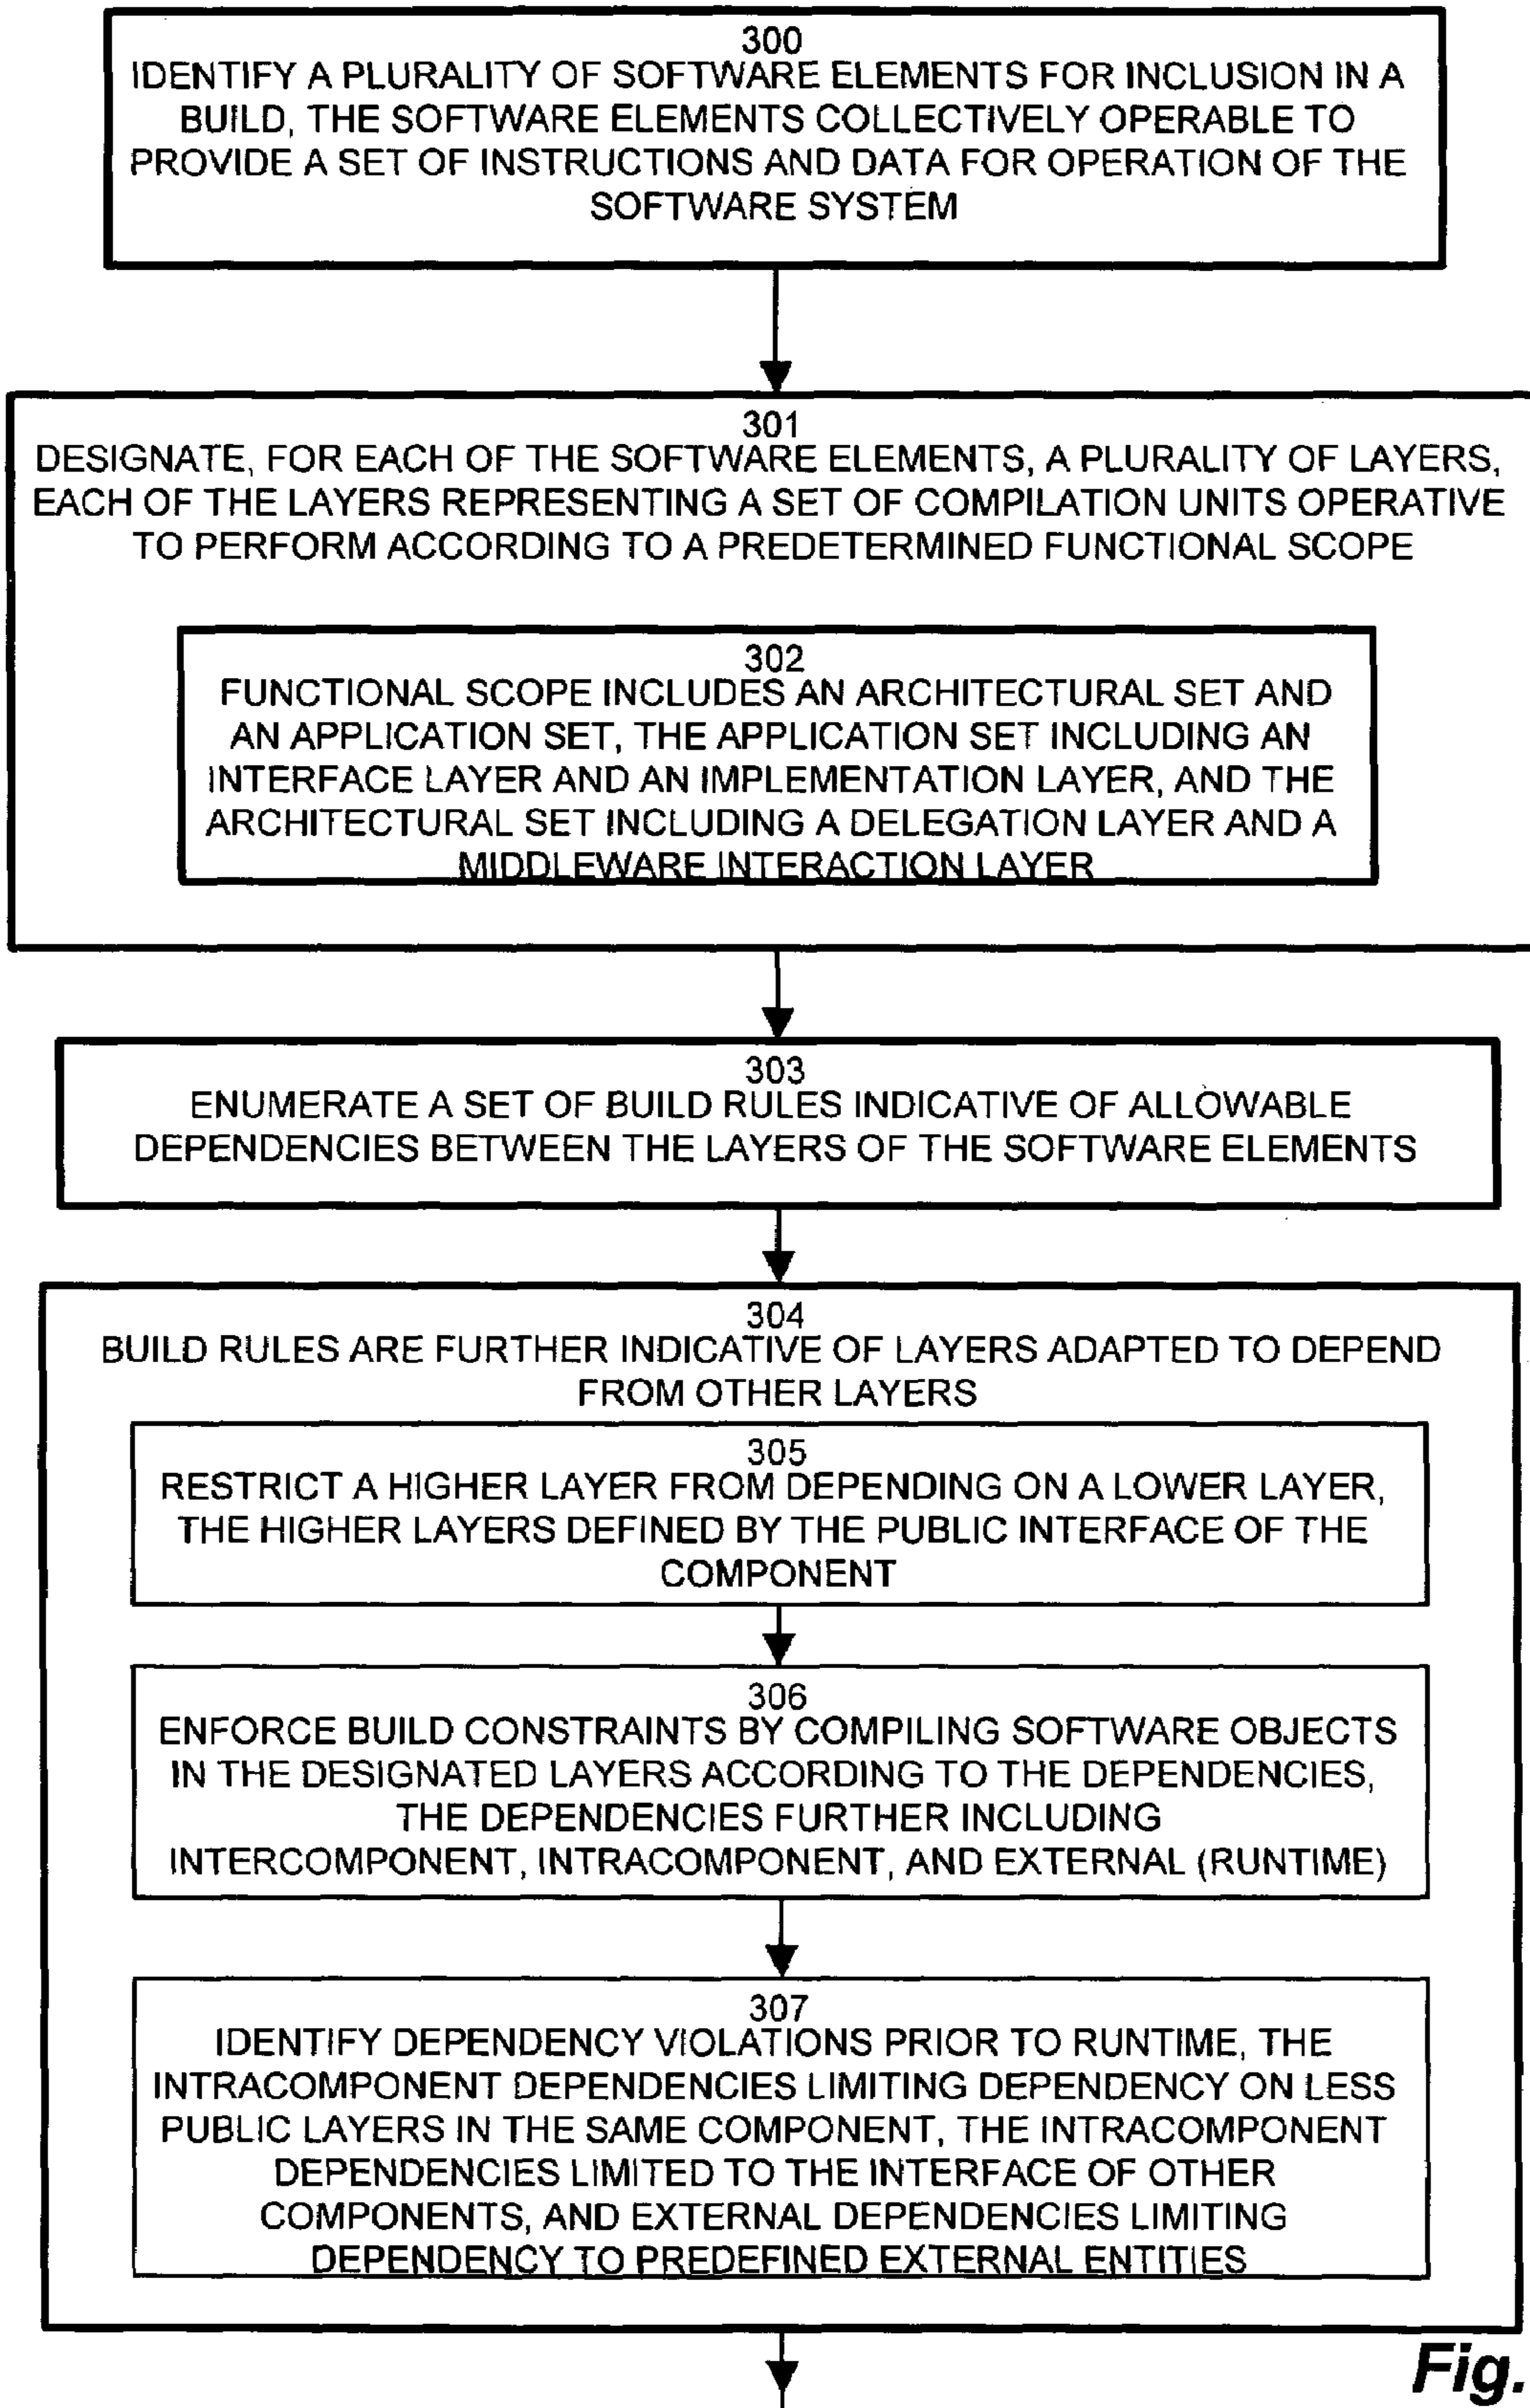 300
IDENTIFY A PLURALITY OF SOFTWARE ELEMENTS FOR INCLUSION IN A
BUILD, THE SOFTWARE ELEMENTS COLLECTIVELY OPERABLE TO
PROVIDE A SET OF INSTRUCTIONS AND DATA FOR OPERATION OF THE
SOFTWARE SYSTEM
301
DESIGNATE, FOR EACH OF THE SOFTWARE ELEMENTS, A PLURALITY OF LAYERS,
EACH OF THE LAYERS REPRESENTING A SET OF COMPILATION UNITS OPERATIVE
TO PERFORM ACCORDING TO A PREDETERMINED FUNCTIONAL SCOPE
302
FUNCTIONAL SCOPE INCLUDES AN ARCHITECTURAL SET AND
AN APPLICATION SET, THE APPLICATION SET INCLUDING AN
INTERFACE LAYER AND AN IMPLEMENTATION LAYER, AND THE
ARCHITECTURAL SET INCLUDING A DELEGATION LAYER AND A
MIDDLEWARE INTERACTION LAYER
303
ENUMERATE A SET OF BUILD RULES INDICATIVE OF ALLOWABLE
DEPENDENCIES BETWEEN THE LAYERS OF THE SOFTWARE ELEMENTS
304
BUILD RULES ARE FURTHER INDICATIVE OF LAYERS ADAPTED TO DEPEND
FROM OTHER LAYERS
305
RESTRICT A HIGHER LAYER FROM DEPENDING ON A LOWER LAYER,
THE HIGHER LAYERS DEFINED BY THE PUBLIC INTERFACE OF THE
COMPONENT
306
ENFORCE BUILD CONSTRAINTS BY COMPILING SOFTWARE OBJECTS
IN THE DESIGNATED LAYERS ACCORDING TO THE DEPENDENCIES,
THE DEPENDENCIES FURTHER INCLUDING
INTERCOMPONENT, INTRACOMPONENT, AND EXTERNAL (RUNTIME)
307
IDENTIFY DEPENDENCY VIOLATIONS PRIOR TO RUNTIME, THE
INTRACOMPONENT DEPENDENCIES LIMITING DEPENDENCY ON LESS
PUBLIC LAYERS IN THE SAME COMPONENT, THE INTRACOMPONENT
DEPENDENCIES LIMITED TO THE INTERFACE OF OTHER
COMPONENTS, AND EXTERNAL DEPENDENCIES LIMITING
DEPENDENCY TO PREDEFINED EXTERNAL ENTITIES
Fig.